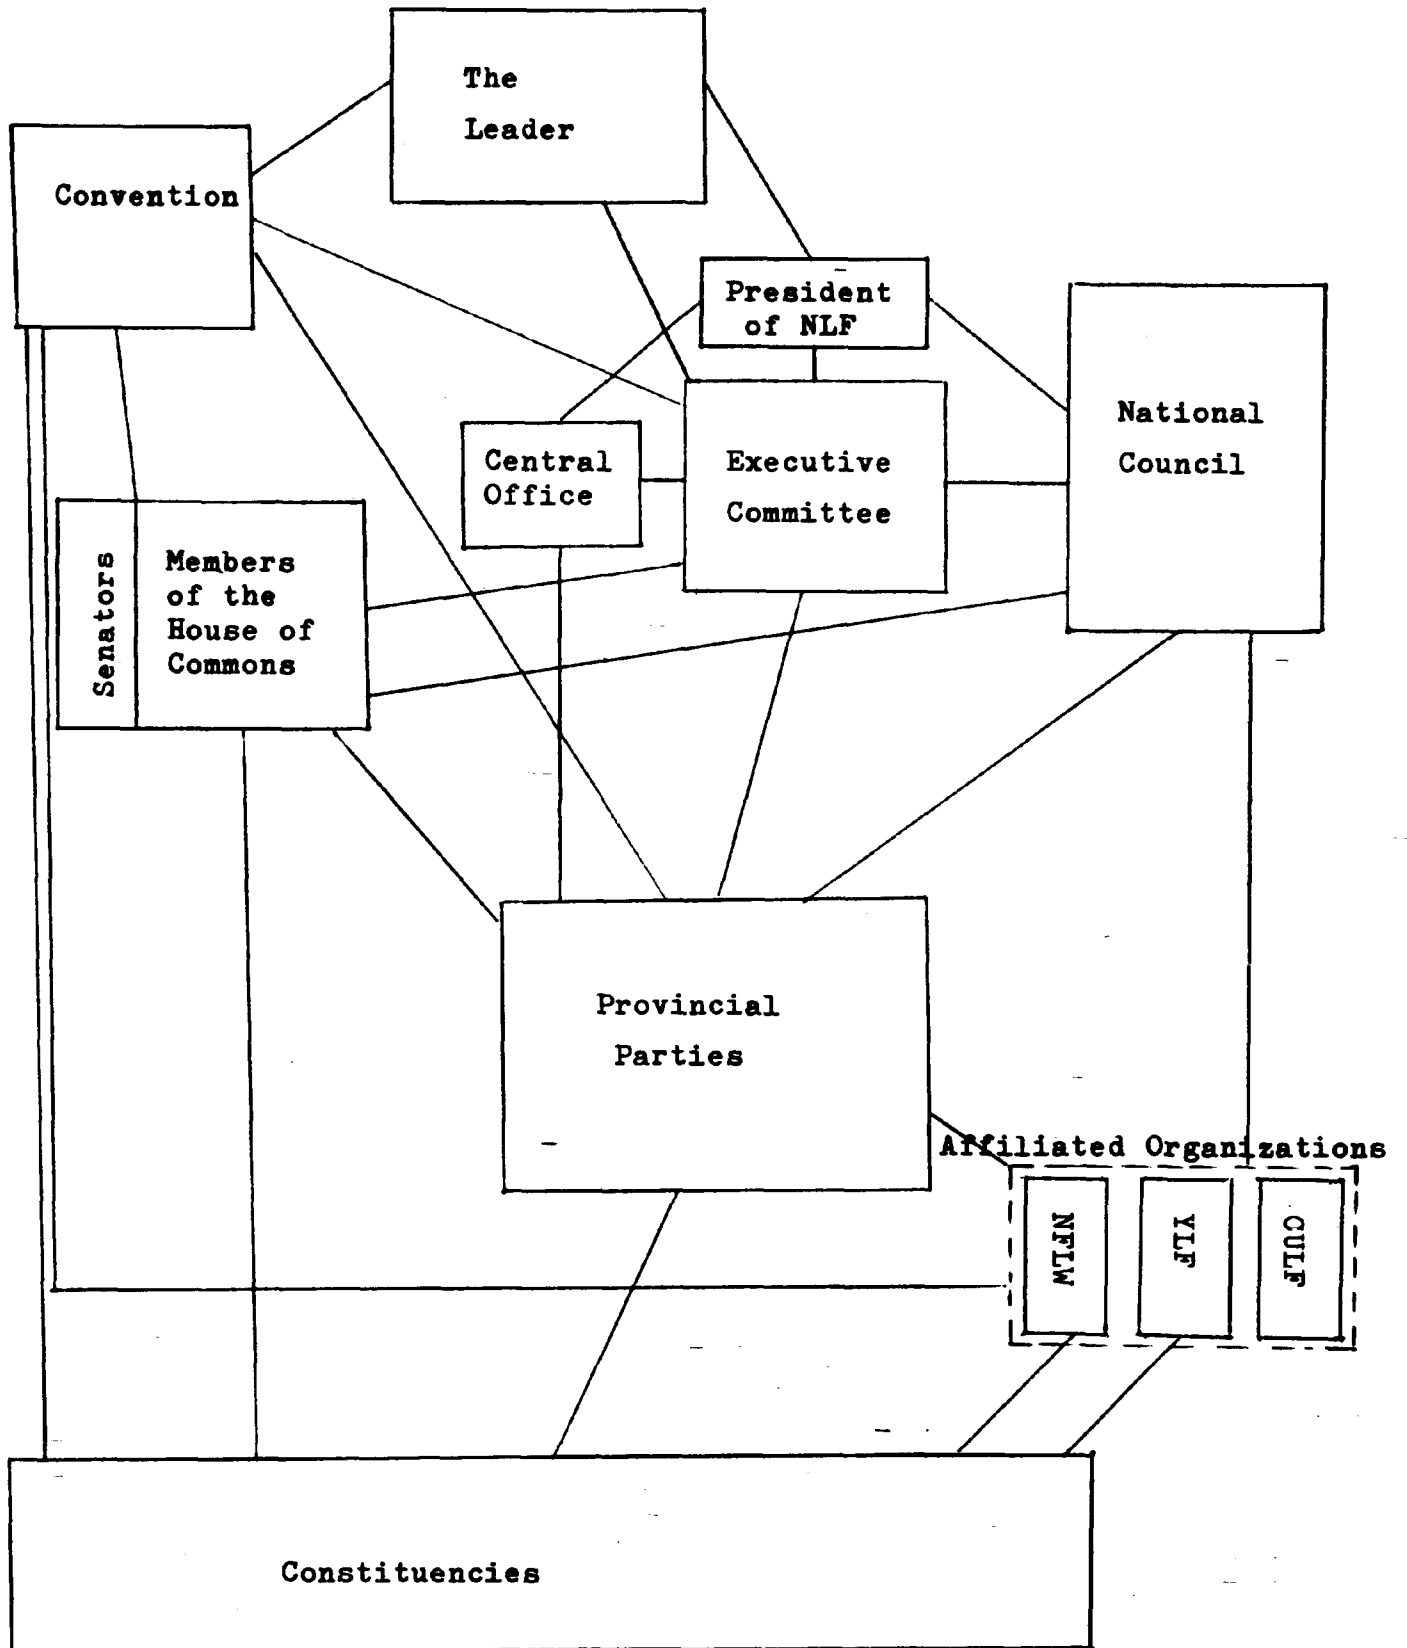 The
Leader
Convention
President
of NLF
National
Council
Central
Office
Executive
Committee
Senators
Members
of the
House of
Commons
Provincial
Parties
Affiliated Organizations
NFLW
YLF
CULF
Constituencies